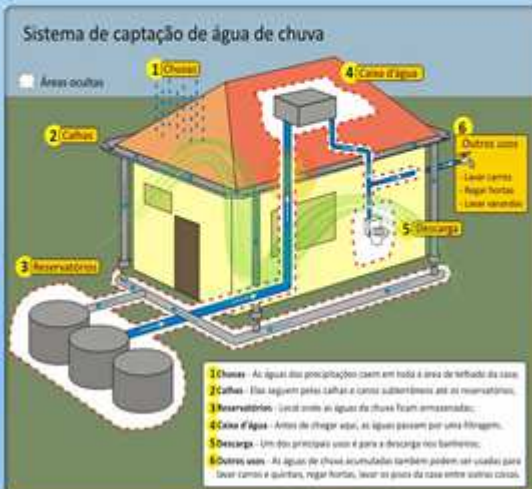 Sistema de captação de água de chuva
Áreas ocultas
1 Chuvas
4 Caixa d'água
2 Calhas
6
Outros usos
- Lavar carros
- Regar hortas
- Lavar varandas
5 Descarga
3 Reservatórios
1 Chuvas - As águas das precipitações caem em toda a área de telhado da casa;
2 Calhas - Elas seguem pelas calhas e canos subterrâneos até os reservatórios;
3 Reservatórios - Local onde as águas da chuva ficam armazenadas;
4 Caixa d'Água - Antes de chegar aqui, as águas passam por uma filtragem.
5 Descarga - Um dos principais usos é para a descarga nos banheiros;
6 Outros usos - As águas de chuva acumuladas também podem ser usadas para
lavar carros e quintais, regar hortas, lavar os pisos da casa entre outras coisas.